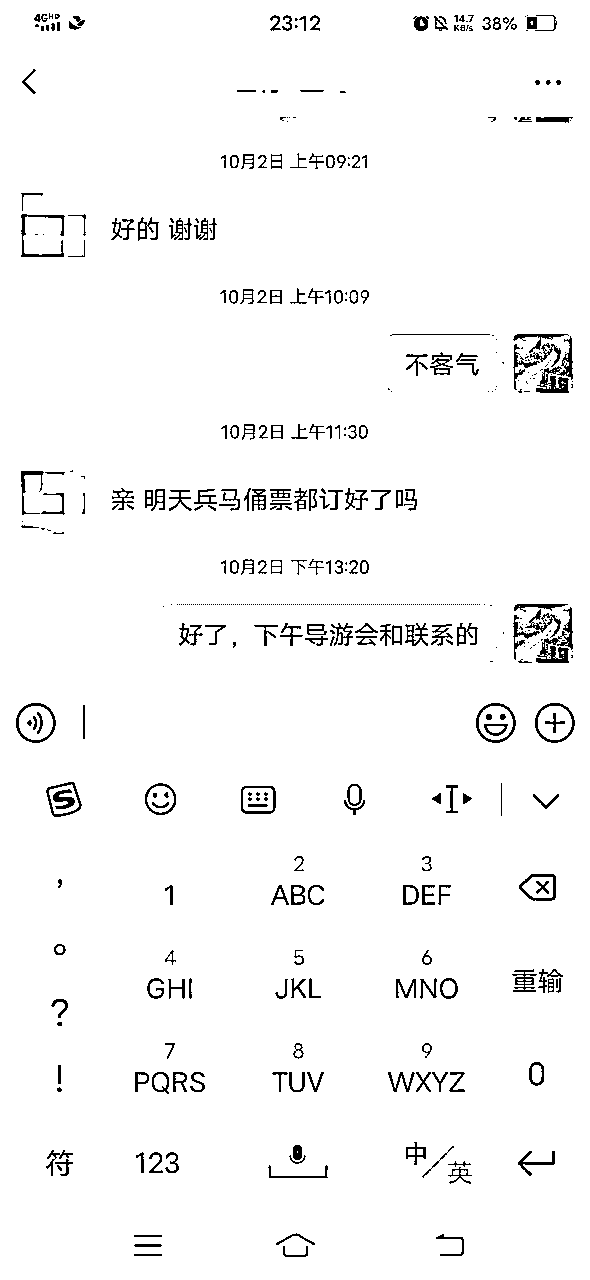 4GHD 23:12 14.7 KB/s 38%
10月2日 上午09:21
好的 谢谢
10月2日 上午10:09
不客气
10月2日 上午11:30
亲 明天兵马俑票都订好了吗
10月2日 下午13:20
好了，下午导游会和联系的
S
， 1 2 ABC 3 DEF
。 4 GHI 5 JKL 6 MNO 重输
?
! 7 PQRS 8 TUV 9 WXYZ 0
符 123 中/英